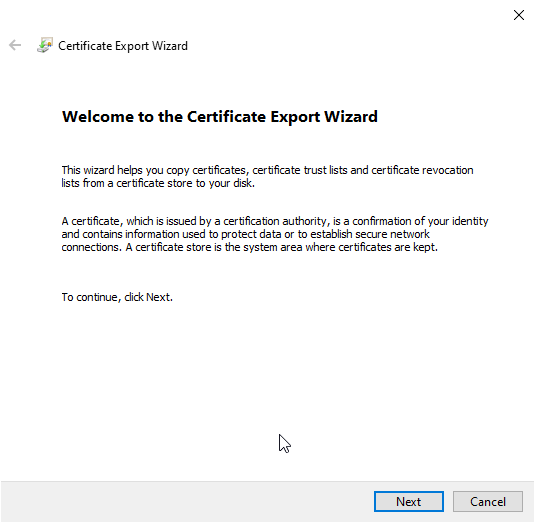 Certificate Export Wizard
Welcome to the Certificate Export Wizard
This wizard helps you copy certificates, certificate trust lists and certificate revocation
lists from a certificate store to your disk.
A certificate, which is issued by a certification authority, is a confirmation of your identity
and contains information used to protect data or to establish secure network
connections. A certificate store is the system area where certificates are kept.
To continue, click Next.
Next
Cancel